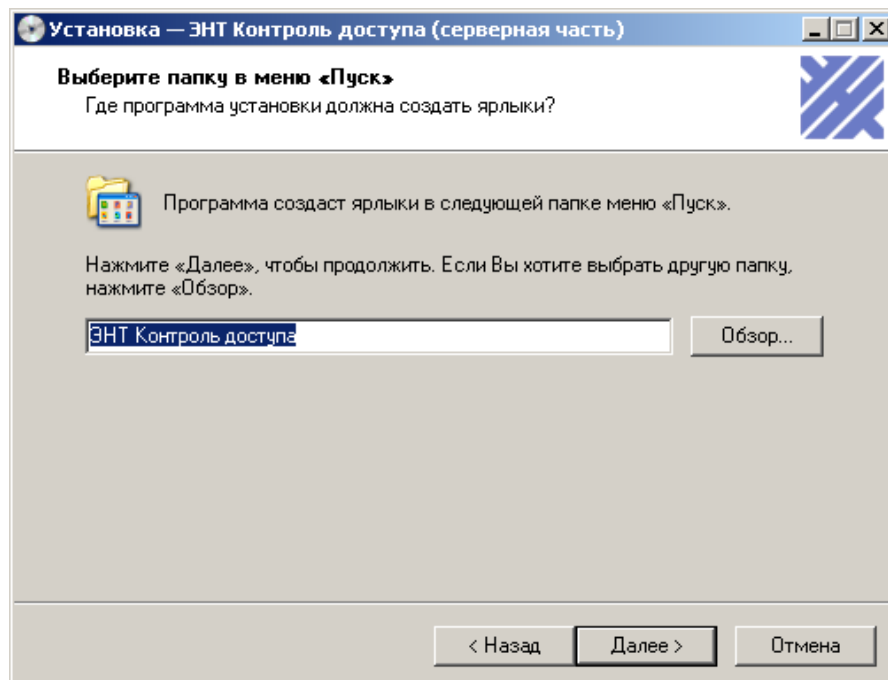 Установка — ЭНТ Контроль доступа (серверная часть)
Выберите папку в меню «Пуск»
Где программа установки должна создать ярлыки?
Программа создаст ярлыки в следующей папке меню «Пуск».
Нажмите «Далее», чтобы продолжить. Если Вы хотите выбрать другую папку,
нажмите «Обзор».
ЭНТ Контроль доступа
Обзор...
< Назад
Далее >
Отмена